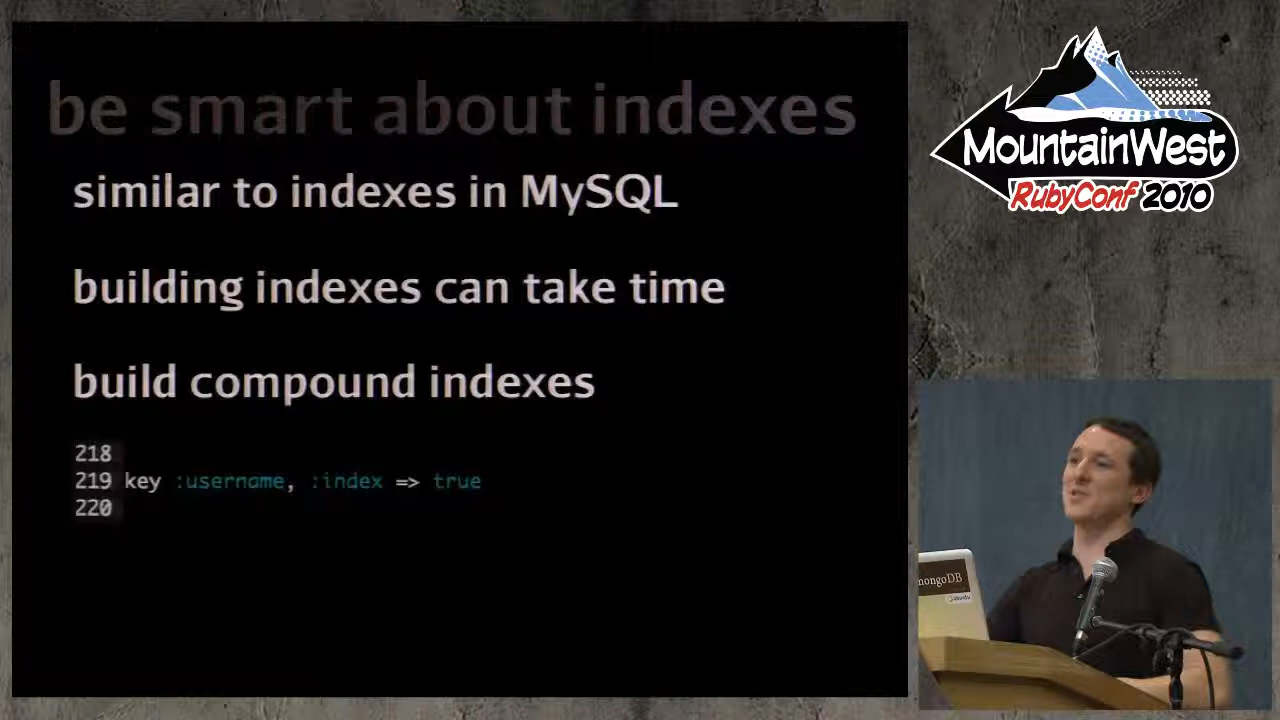 be smart about indexes
similar to indexes in MySQL
building indexes can take time
build compound indexes
218
219 key :username, :index => true
220
MountainWest
RubyConf 2010
mongoDB
ubuntu